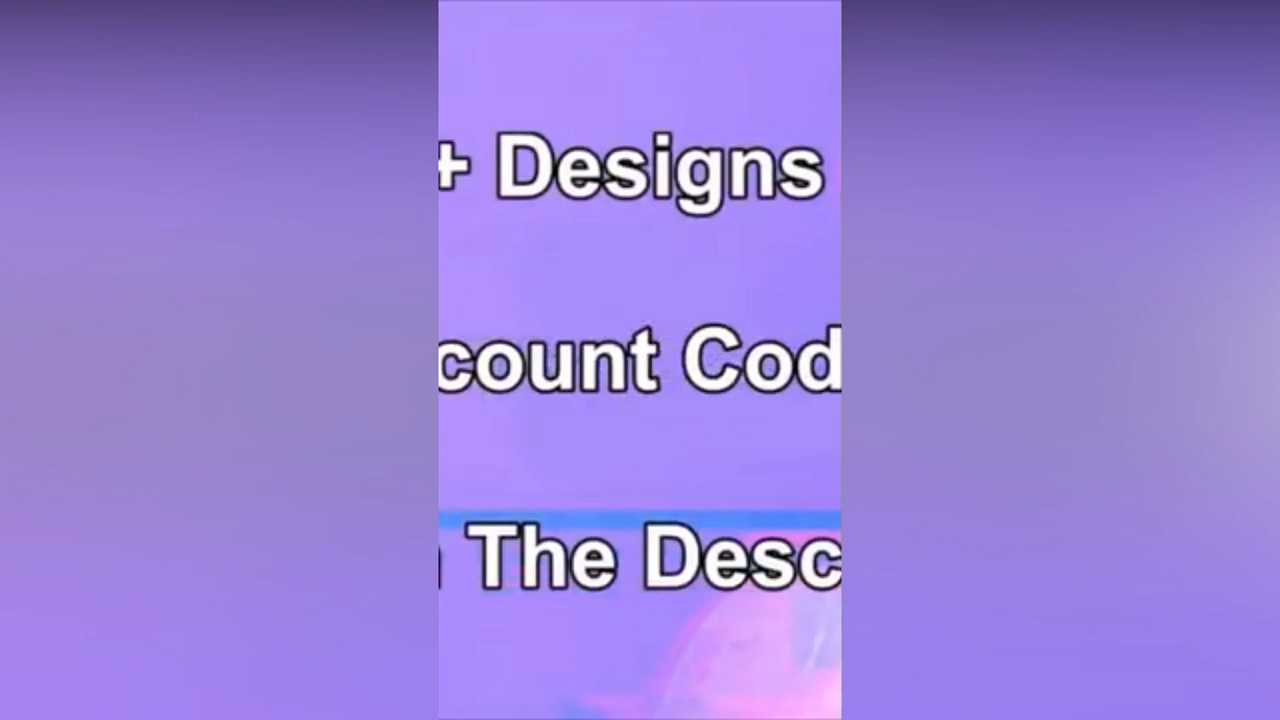 + Designs
count Cod
The Desc